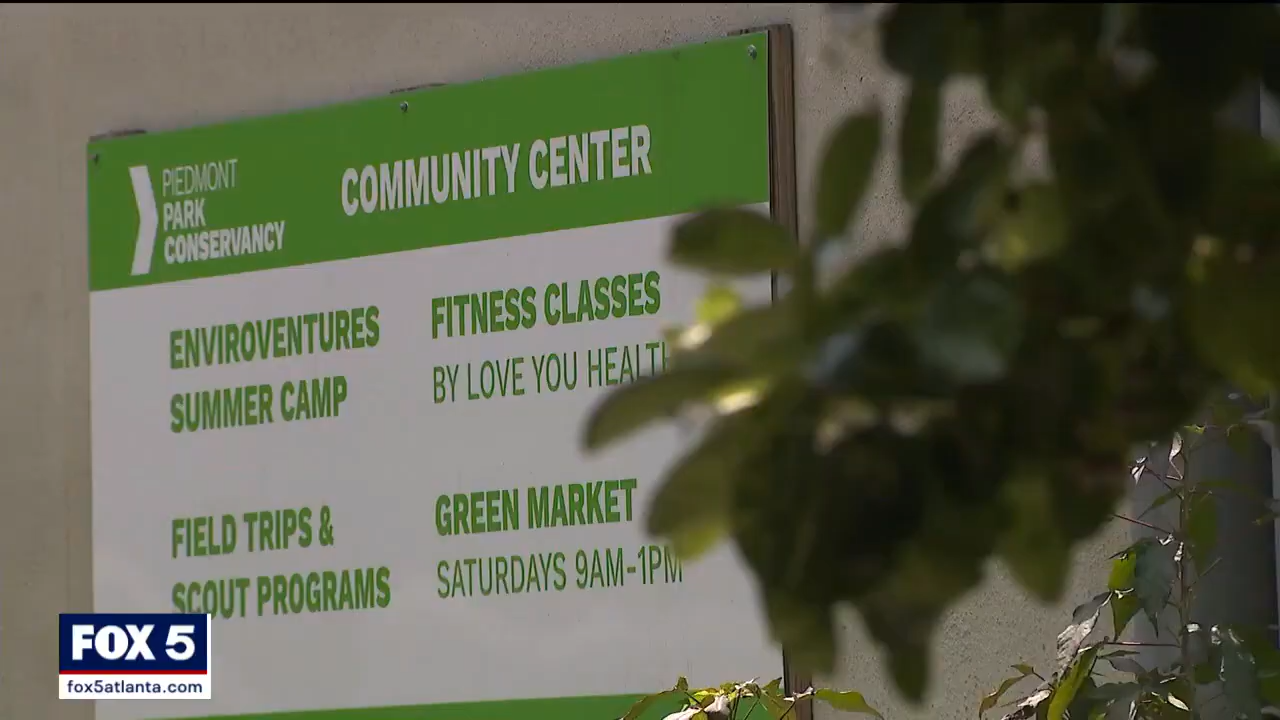 PIEDMONT
PARK
CONSERVANCY
COMMUNITY CENTER
ENVIROVENTURES
SUMMER CAMP
FITNESS CLASSES
BY LOVE YOU HEALTH
FIELD TRIPS &
SCOUT PROGRAMS
GREEN MARKET
SATURDAYS 9AM-1PM
FOX 5
fox5atlanta.com